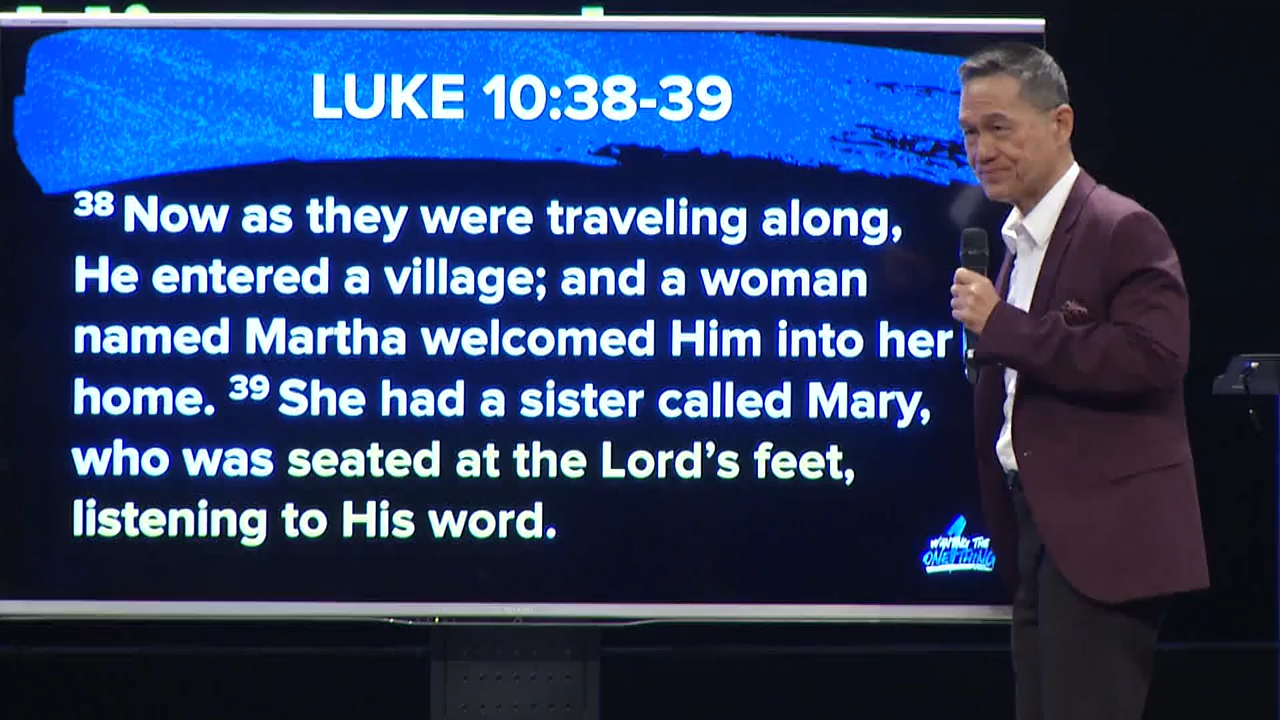 LUKE 10:38-39
38 Now as they were traveling along,
He entered a village; and a woman
named Martha welcomed Him into her
home. 39 She had a sister called Mary,
who was seated at the Lord’s feet,
listening to His word.
WANTING THE
ONE THING